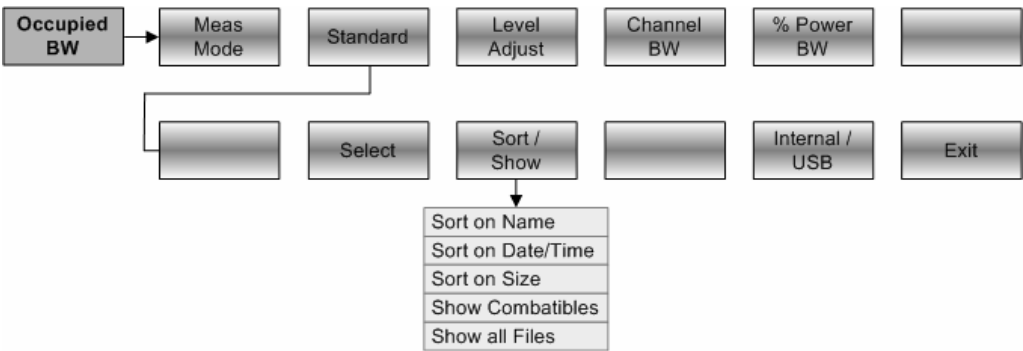 Occupied
BW
Meas
Mode
Standard
Level
Adjust
Channel
BW
% Power
BW
Select
Sort /
Show
Internal /
USB
Exit
Sort on Name
Sort on Date/Time
Sort on Size
Show Combatibles
Show all Files